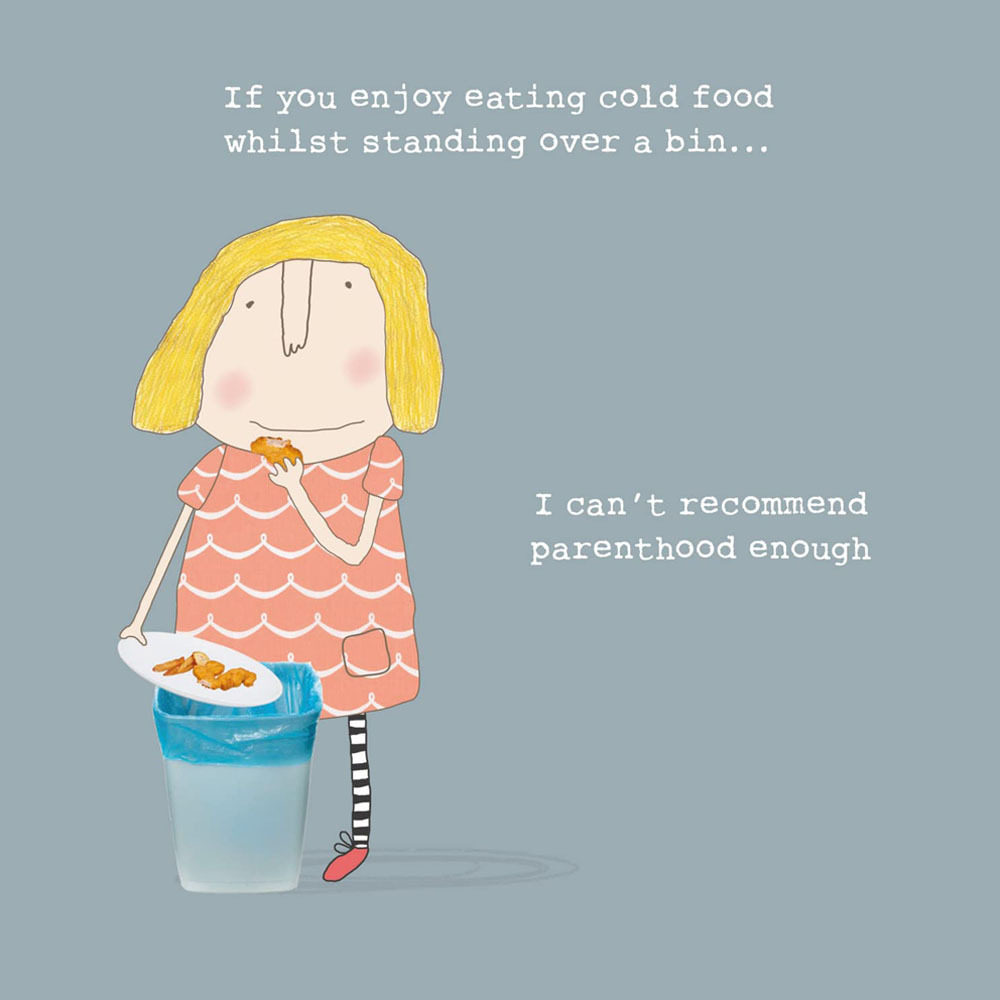 If you enjoy eating cold food
whilst standing over a bin...
I can't recommend
parenthood enough